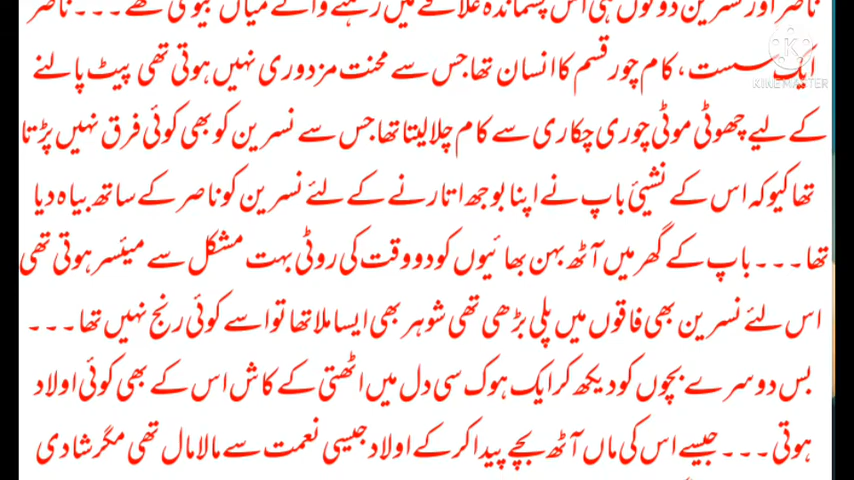 ناصر اور نسرین دونوں ہی اس پسماندہ علاقے میں رہنے والے میاں بیوی تھے۔۔۔ناصر
ایک سست، کام چور قسم کا انسان تھا جس سے محنت مزدوری نہیں ہوتی تھی پیٹ پالنے
کے لیے چھوٹی موٹی چوری چکاری سے کام چلا لیتا تھا جس سے نسرین کو بھی کوئی فرق نہیں پڑتا
تھا کیو کہ اس کے نشیئ باپ نے اپنا بوجھ اتارنے کے لئے نسرین کو ناصر کے ساتھ بیاہ دیا
تھا۔۔۔باپ کے گھر میں آٹھ بہن بھائیوں کو دو وقت کی روٹی بہت مشکل سے میئسر ہوتی تھی
اس لئے نسرین بھی فاقوں میں پلی بڑھی تھی شوہر بھی ایسا ملا تھا تو اسے کوئی رنج نہیں تھا۔۔۔
بس دوسرے بچوں کو دیکھ کر ایک ہوک سی دل میں اٹھتی کے کاش اس کے بھی کوئی اولاد
ہوتی۔۔۔جیسے اس کی ماں آٹھ بچے پیدا کر کے اولاد جیسی نعمت سے مالا مال تھی مگر شادی
KINEMASTER